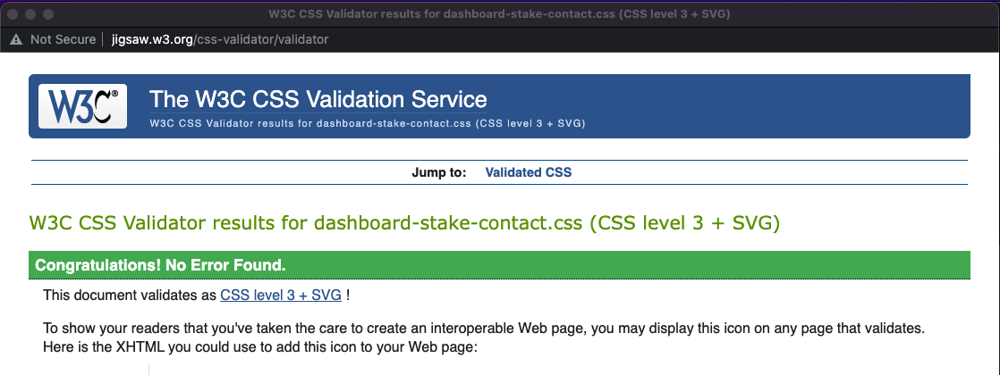 W3C CSS Validator results for dashboard-stake-contact.css (CSS level 3 + SVG)
Not Secure | jigsaw.w3.org/css-validator/validator
W3C®
The W3C CSS Validation Service
W3C CSS Validator results for dashboard-stake-contact.css (CSS level 3 + SVG)
Jump to: Validated CSS
W3C CSS Validator results for dashboard-stake-contact.css (CSS level 3 + SVG)
Congratulations! No Error Found.
This document validates as CSS level 3 + SVG !
To show your readers that you've taken the care to create an interoperable Web page, you may display this icon on any page that validates.
Here is the XHTML you could use to add this icon to your Web page: